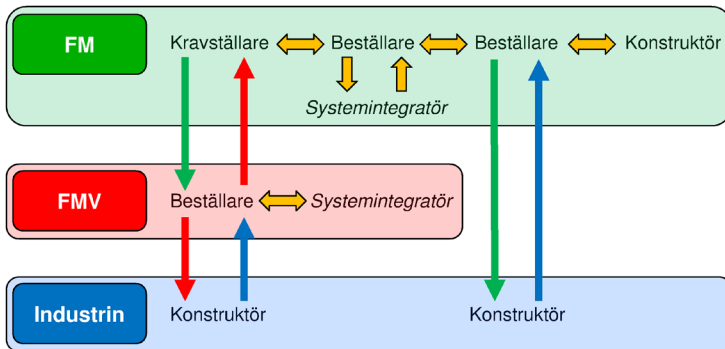 FM
Kravställare
Beställare
Beställare
Konstruktör
Systemintegratör
FMV
Beställare
Systemintegratör
Industrin
Konstruktör
Konstruktör